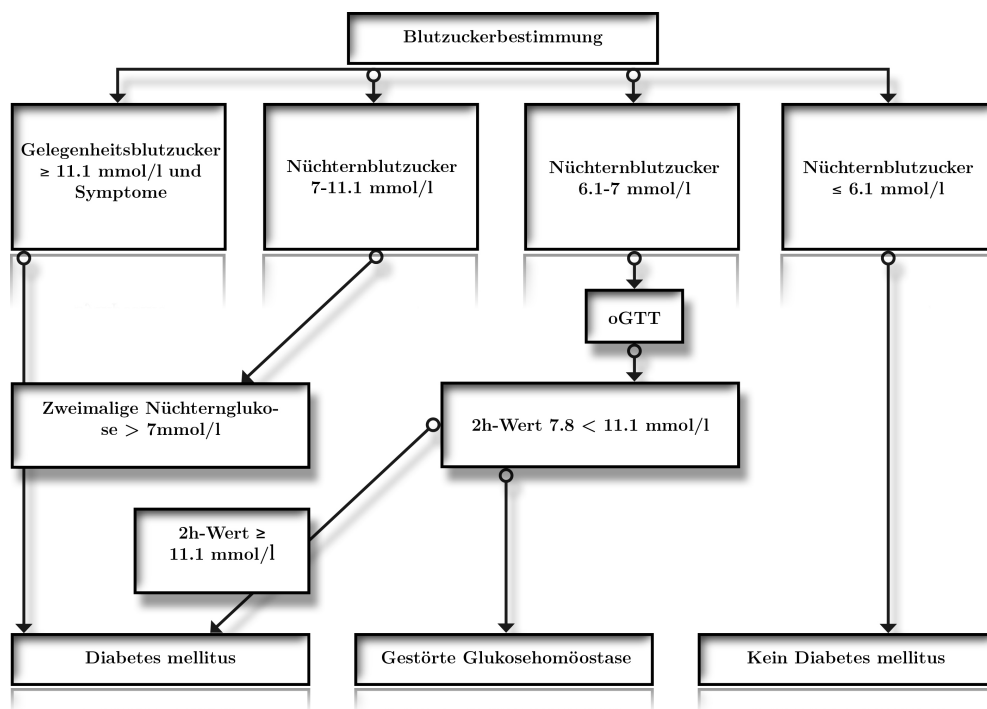 Blutzuckerbestimmung
Gelegenheitsblutzucker
≥ 11.1 mmol/l und
Symptome
Nüchternblutzucker
7-11.1 mmol/l
Nüchternblutzucker
6.1-7 mmol/l
Nüchternblutzucker
≤ 6.1 mmol/l
oGTT
Zweimalige Nüchterngluko-
se > 7mmol/l
2h-Wert 7.8 < 11.1 mmol/l
2h-Wert ≥
11.1 mmol/l
Diabetes mellitus
Gestörte Glukosehomöostase
Kein Diabetes mellitus